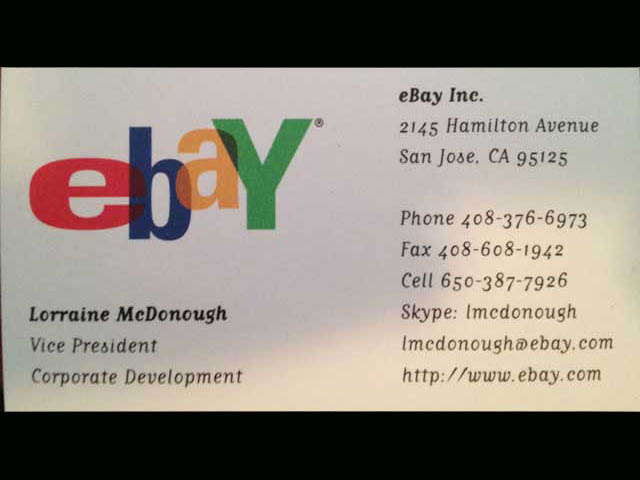 ebaY®
Lorraine McDonough
Vice President
Corporate Development
eBay Inc.
2145 Hamilton Avenue
San Jose, CA 95125
Phone 408-376-6973
Fax 408-608-1942
Cell 650-387-7926
Skype: lmcdonough
lmcdonough@ebay.com
http://www.ebay.com